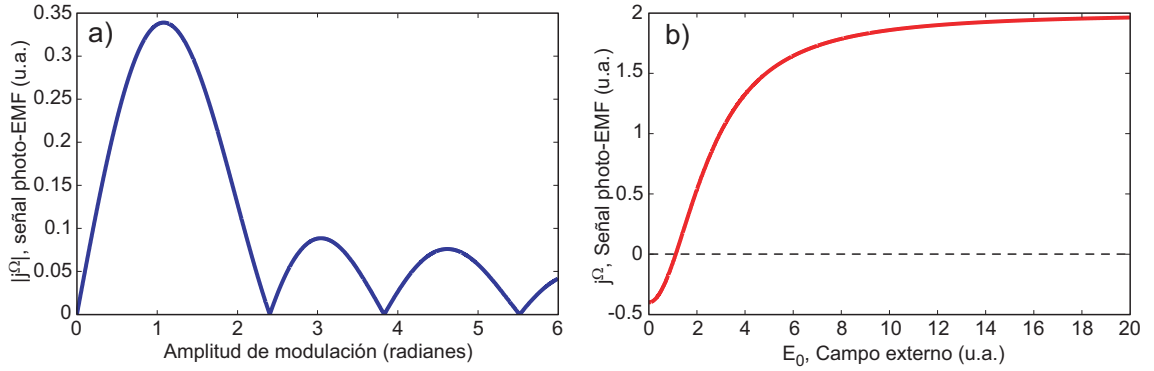 a)
|j^Ω|, señal photo-EMF (u.a.)
0.35
0.3
0.25
0.2
0.15
0.1
0.05
0
0 1 2 3 4 5 6
Amplitud de modulación (radianes)
b)
j^Ω, Señal photo-EMF (u.a.)
2
1.5
1
0.5
0
-0.5
0 2 4 6 8 10 12 14 16 18 20
E_0, Campo externo (u.a.)